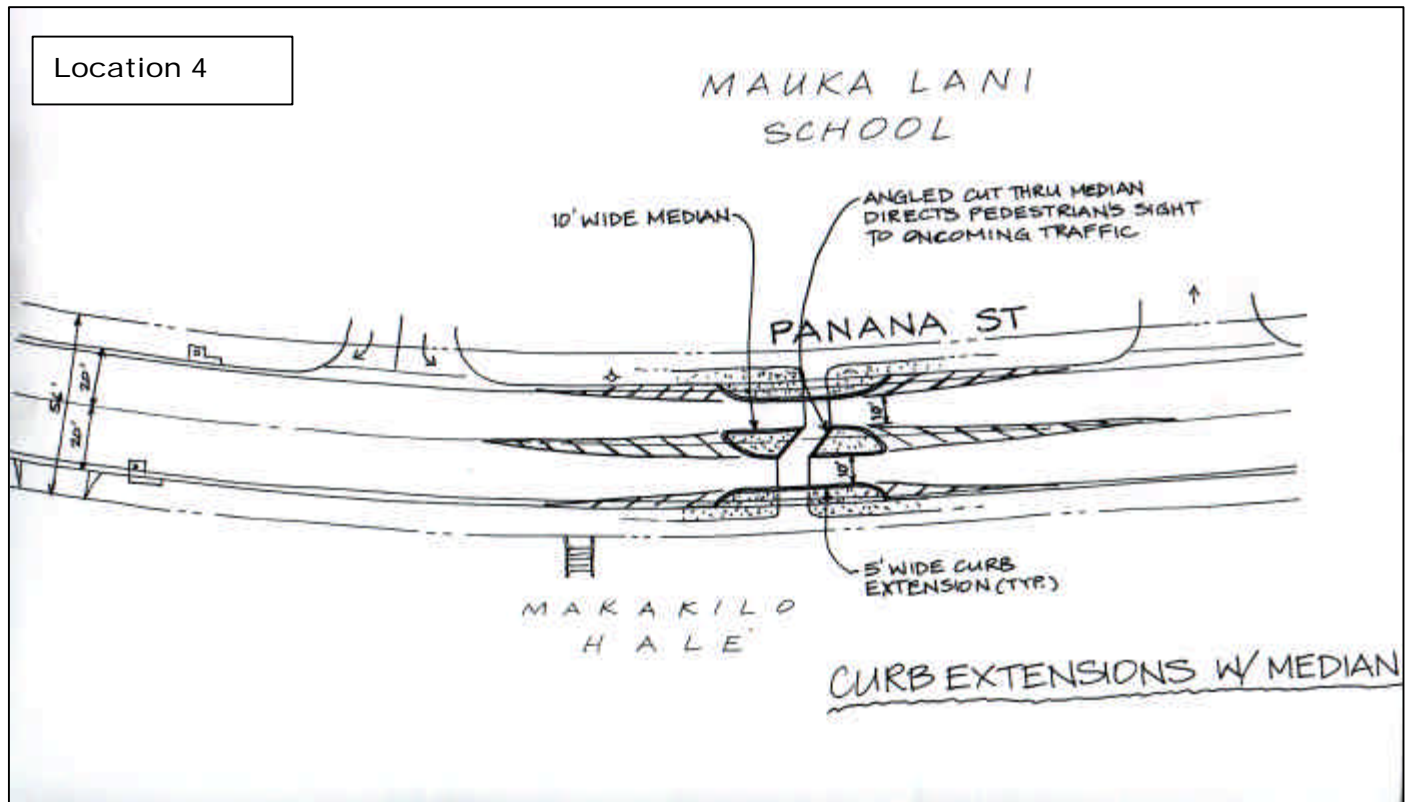 Location 4
MAUKA LANI
SCHOOL
10' WIDE MEDIAN
ANGLED CUT THRU MEDIAN
DIRECTS PEDESTRIAN'S SIGHT
TO ONCOMING TRAFFIC
PANANA ST
56'
20'
20'
10'
10'
5' WIDE CURB
EXTENSION (TYP.)
MAKAKILO
HALE
CURB EXTENSIONS W/ MEDIAN